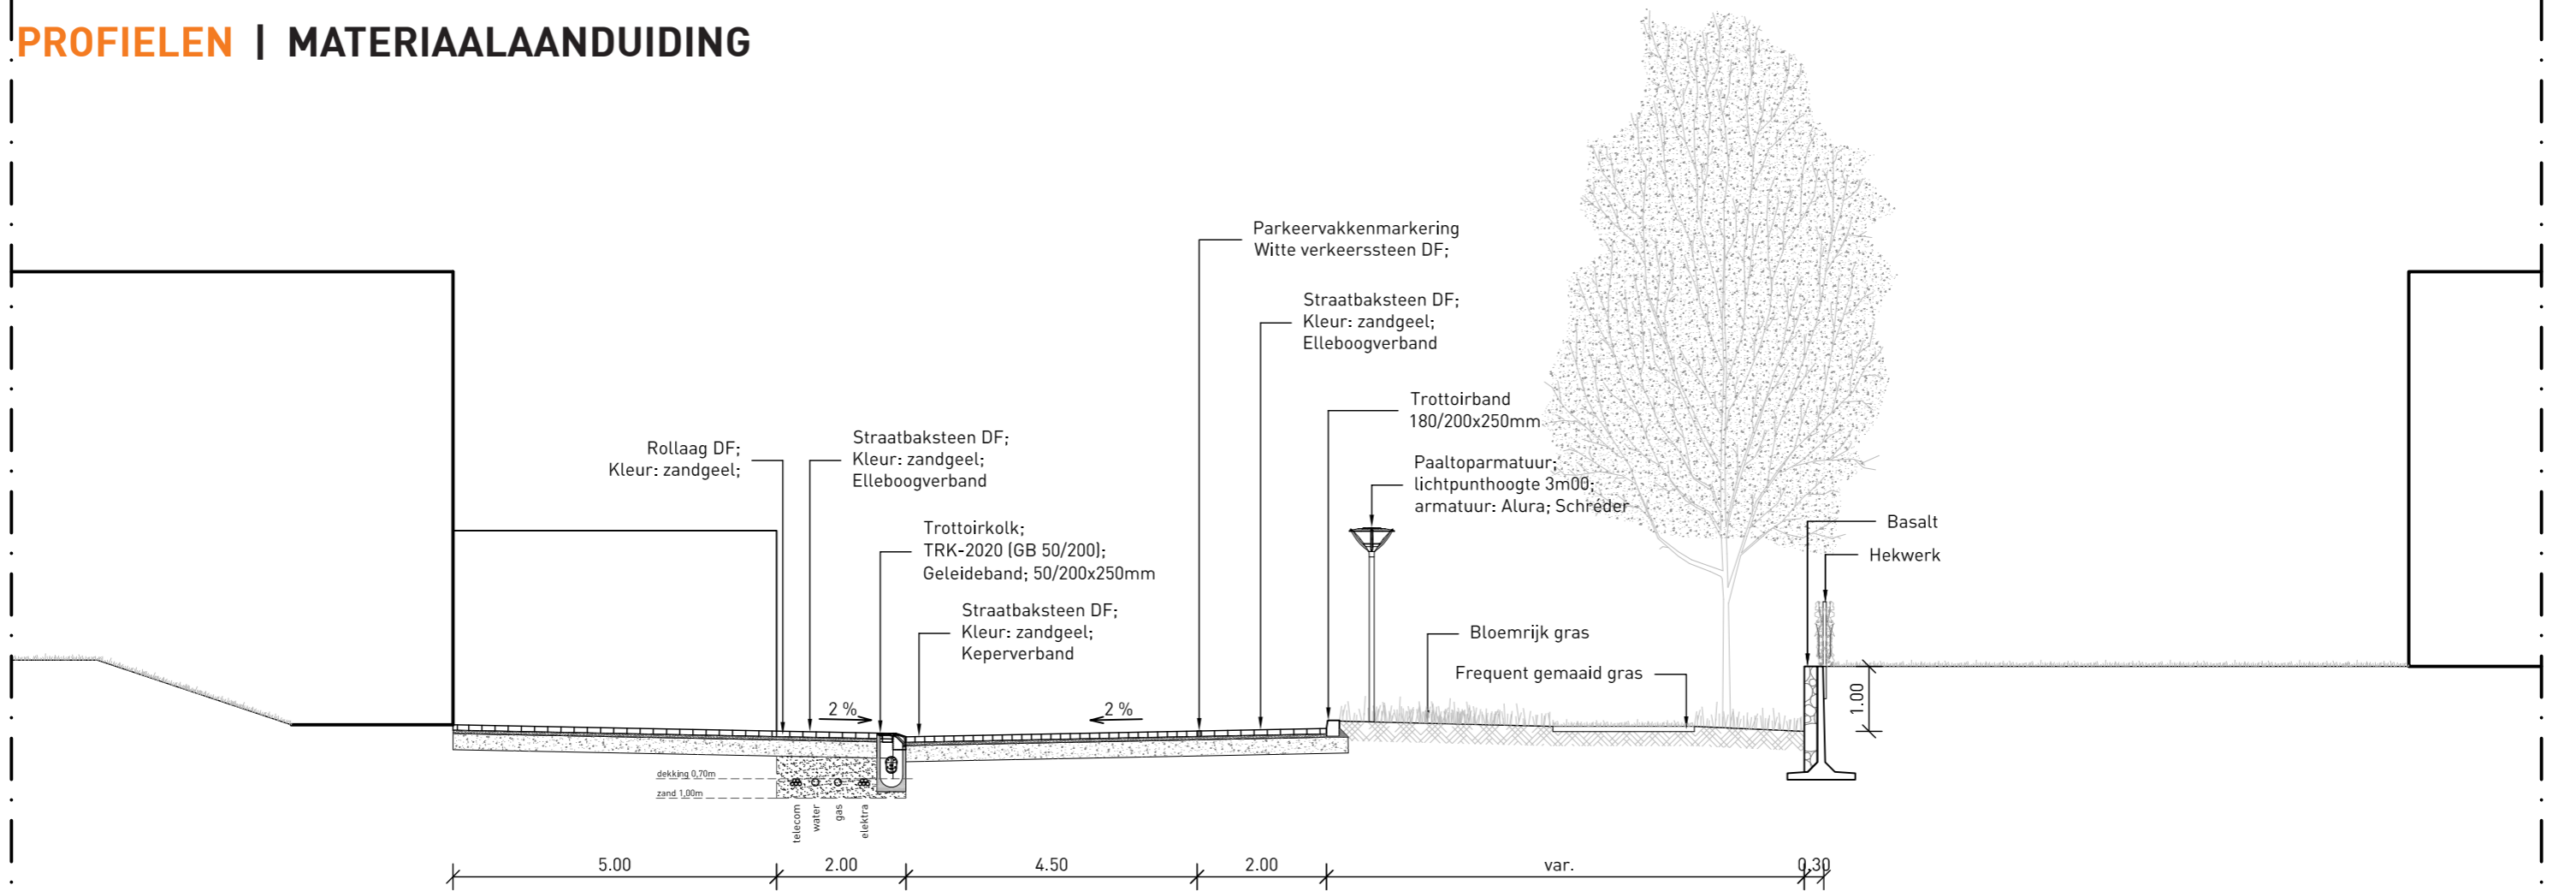 PROFIELEN | MATERIAALAANDUIDING
Parkeervakkenmarkering
Witte verkeerssteen DF;
Straatbaksteen DF;
Kleur: zandgeel;
Elleboogverband
Trottoirband
180/200x250mm
Rollaag DF;
Kleur: zandgeel;
Straatbaksteen DF;
Kleur: zandgeel;
Elleboogverband
Paaltoparmatuur;
lichtpunthoogte 3m00;
armatuur: Alura; Schréder
Trottoirkolk;
TRK-2020 (GB 50/200);
Geleideband; 50/200x250mm
Basalt
Hekwerk
Straatbaksteen DF;
Kleur: zandgeel;
Keperverband
Bloemrijk gras
Frequent gemaaid gras
2 %
2 %
1.00
dekking 0,70m
zand 1,00m
telecom
water
gas
elektra
5.00
2.00
4.50
2.00
var.
0,30